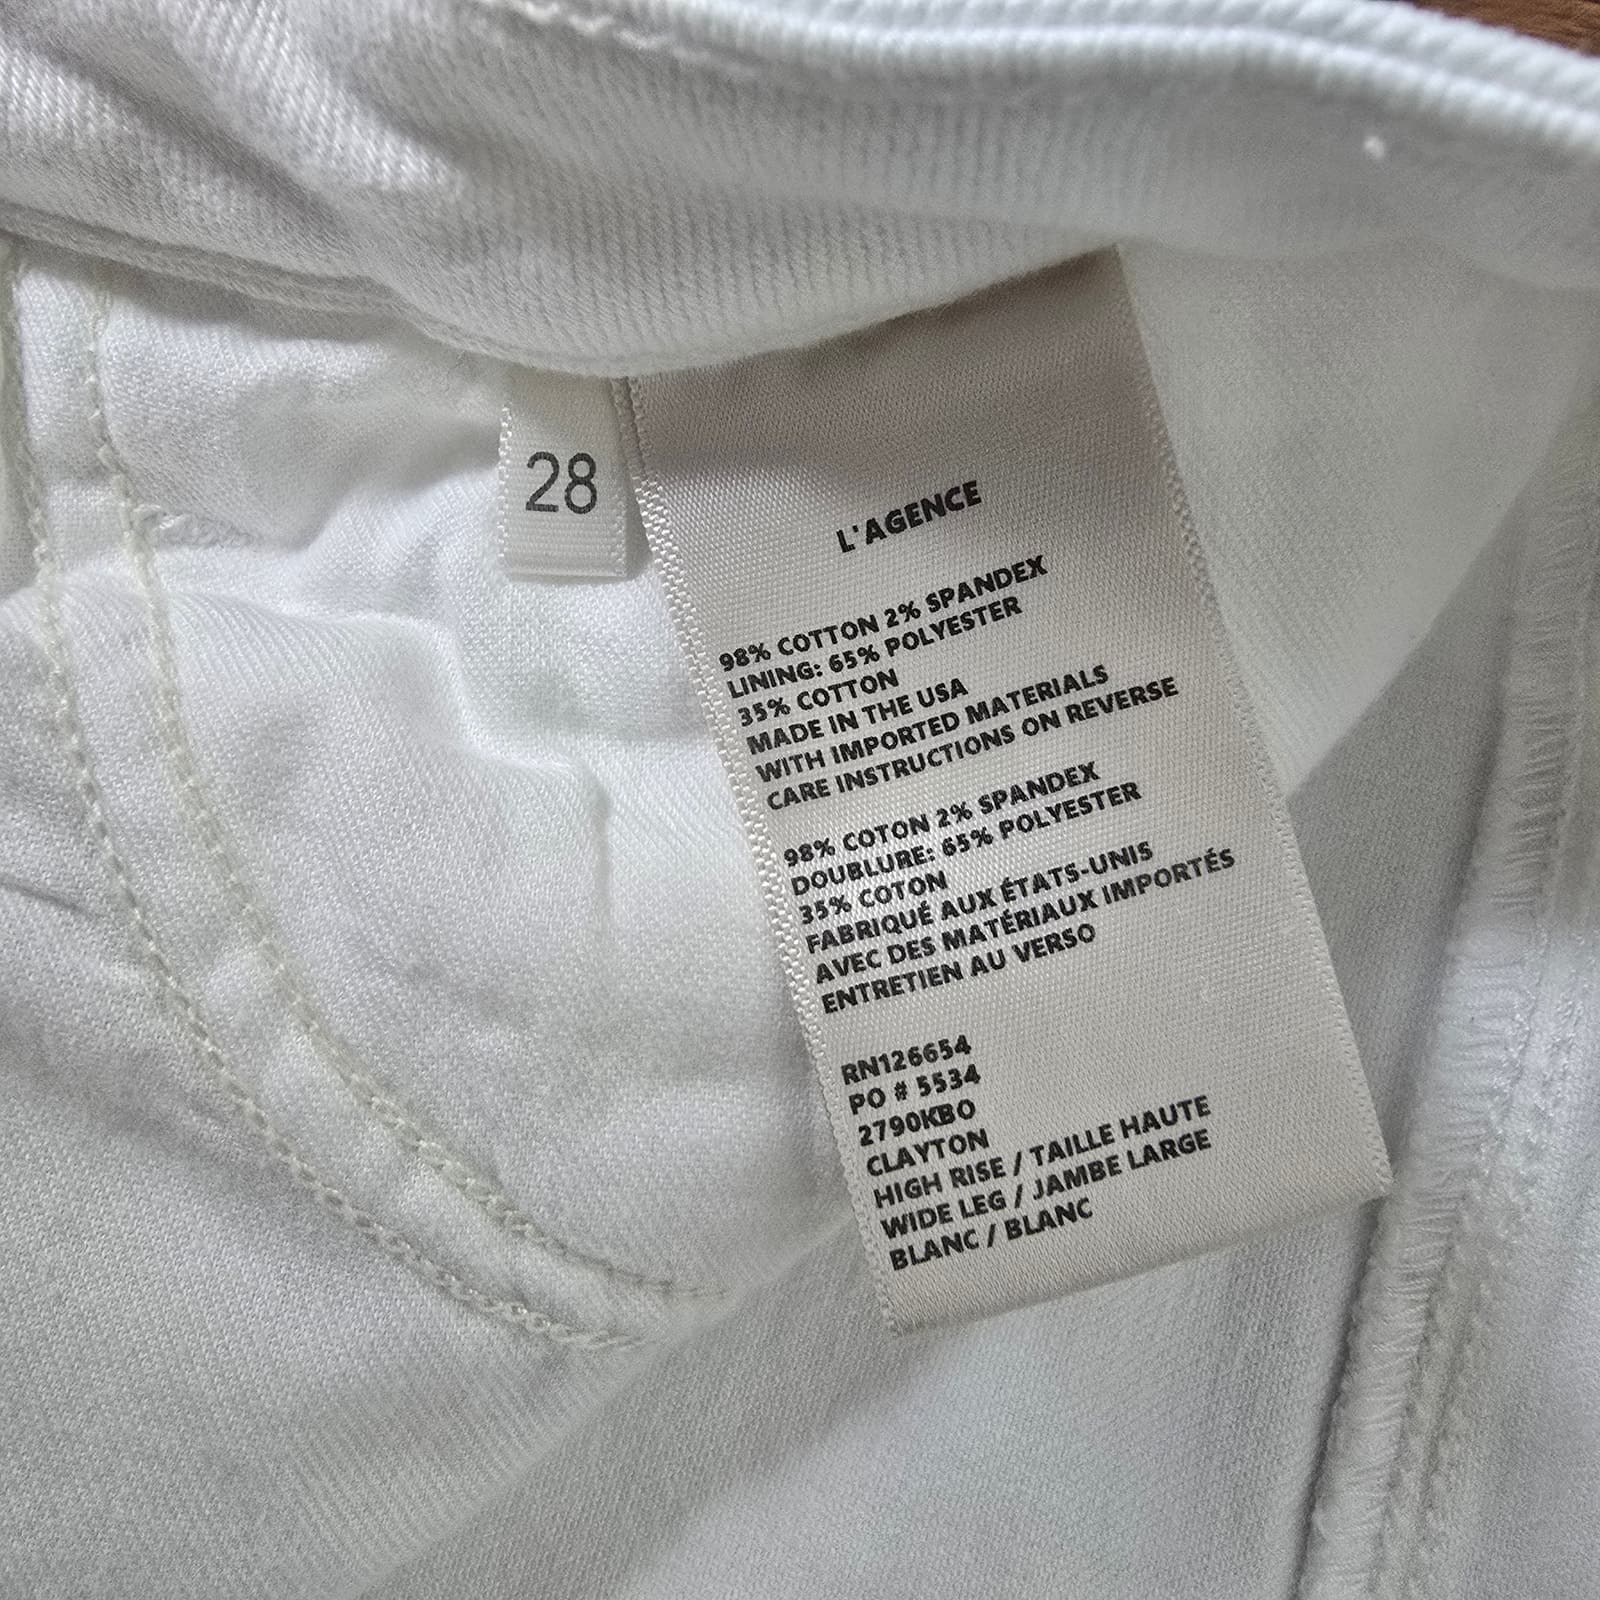 28
L'AGENCE
98% COTTON 2% SPANDEX
LINING: 65% POLYESTER
35% COTTON
MADE IN THE USA
WITH IMPORTED MATERIALS
CARE INSTRUCTIONS ON REVERSE
98% COTON 2% SPANDEX
DOUBLURE: 65% POLYESTER
35% COTON
FABRIQUÉ AUX ÉTATS-UNIS
AVEC DES MATÉRIAUX IMPORTÉS
ENTRETIEN AU VERSO
RN126654
PO # 5534
2790KBO
CLAYTON
HIGH RISE / TAILLE HAUTE
WIDE LEG / JAMBE LARGE
BLANC / BLANC